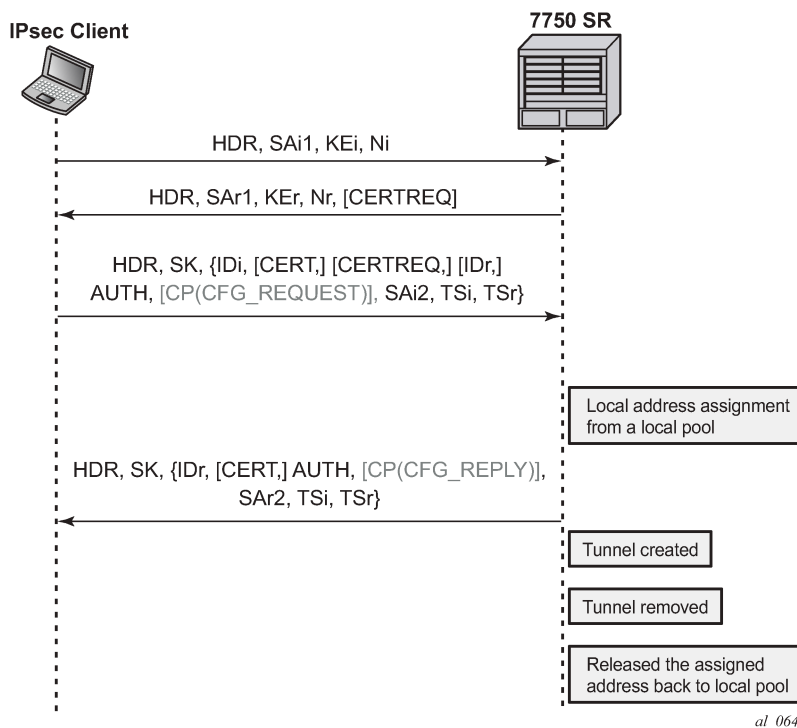 IPsec Client
7750 SR
HDR, SAi1, KEi, Ni
HDR, SAr1, KEr, Nr, [CERTREQ]
HDR, SK, {IDi, [CERT,] [CERTREQ,] [IDr,]
AUTH, [CP(CFG_REQUEST)], SAi2, TSi, TSr}
Local address assignment
from a local pool
HDR, SK, {IDr, [CERT,] AUTH, [CP(CFG_REPLY)],
SAr2, TSi, TSr}
Tunnel created
Tunnel removed
Released the assigned
address back to local pool
al_064